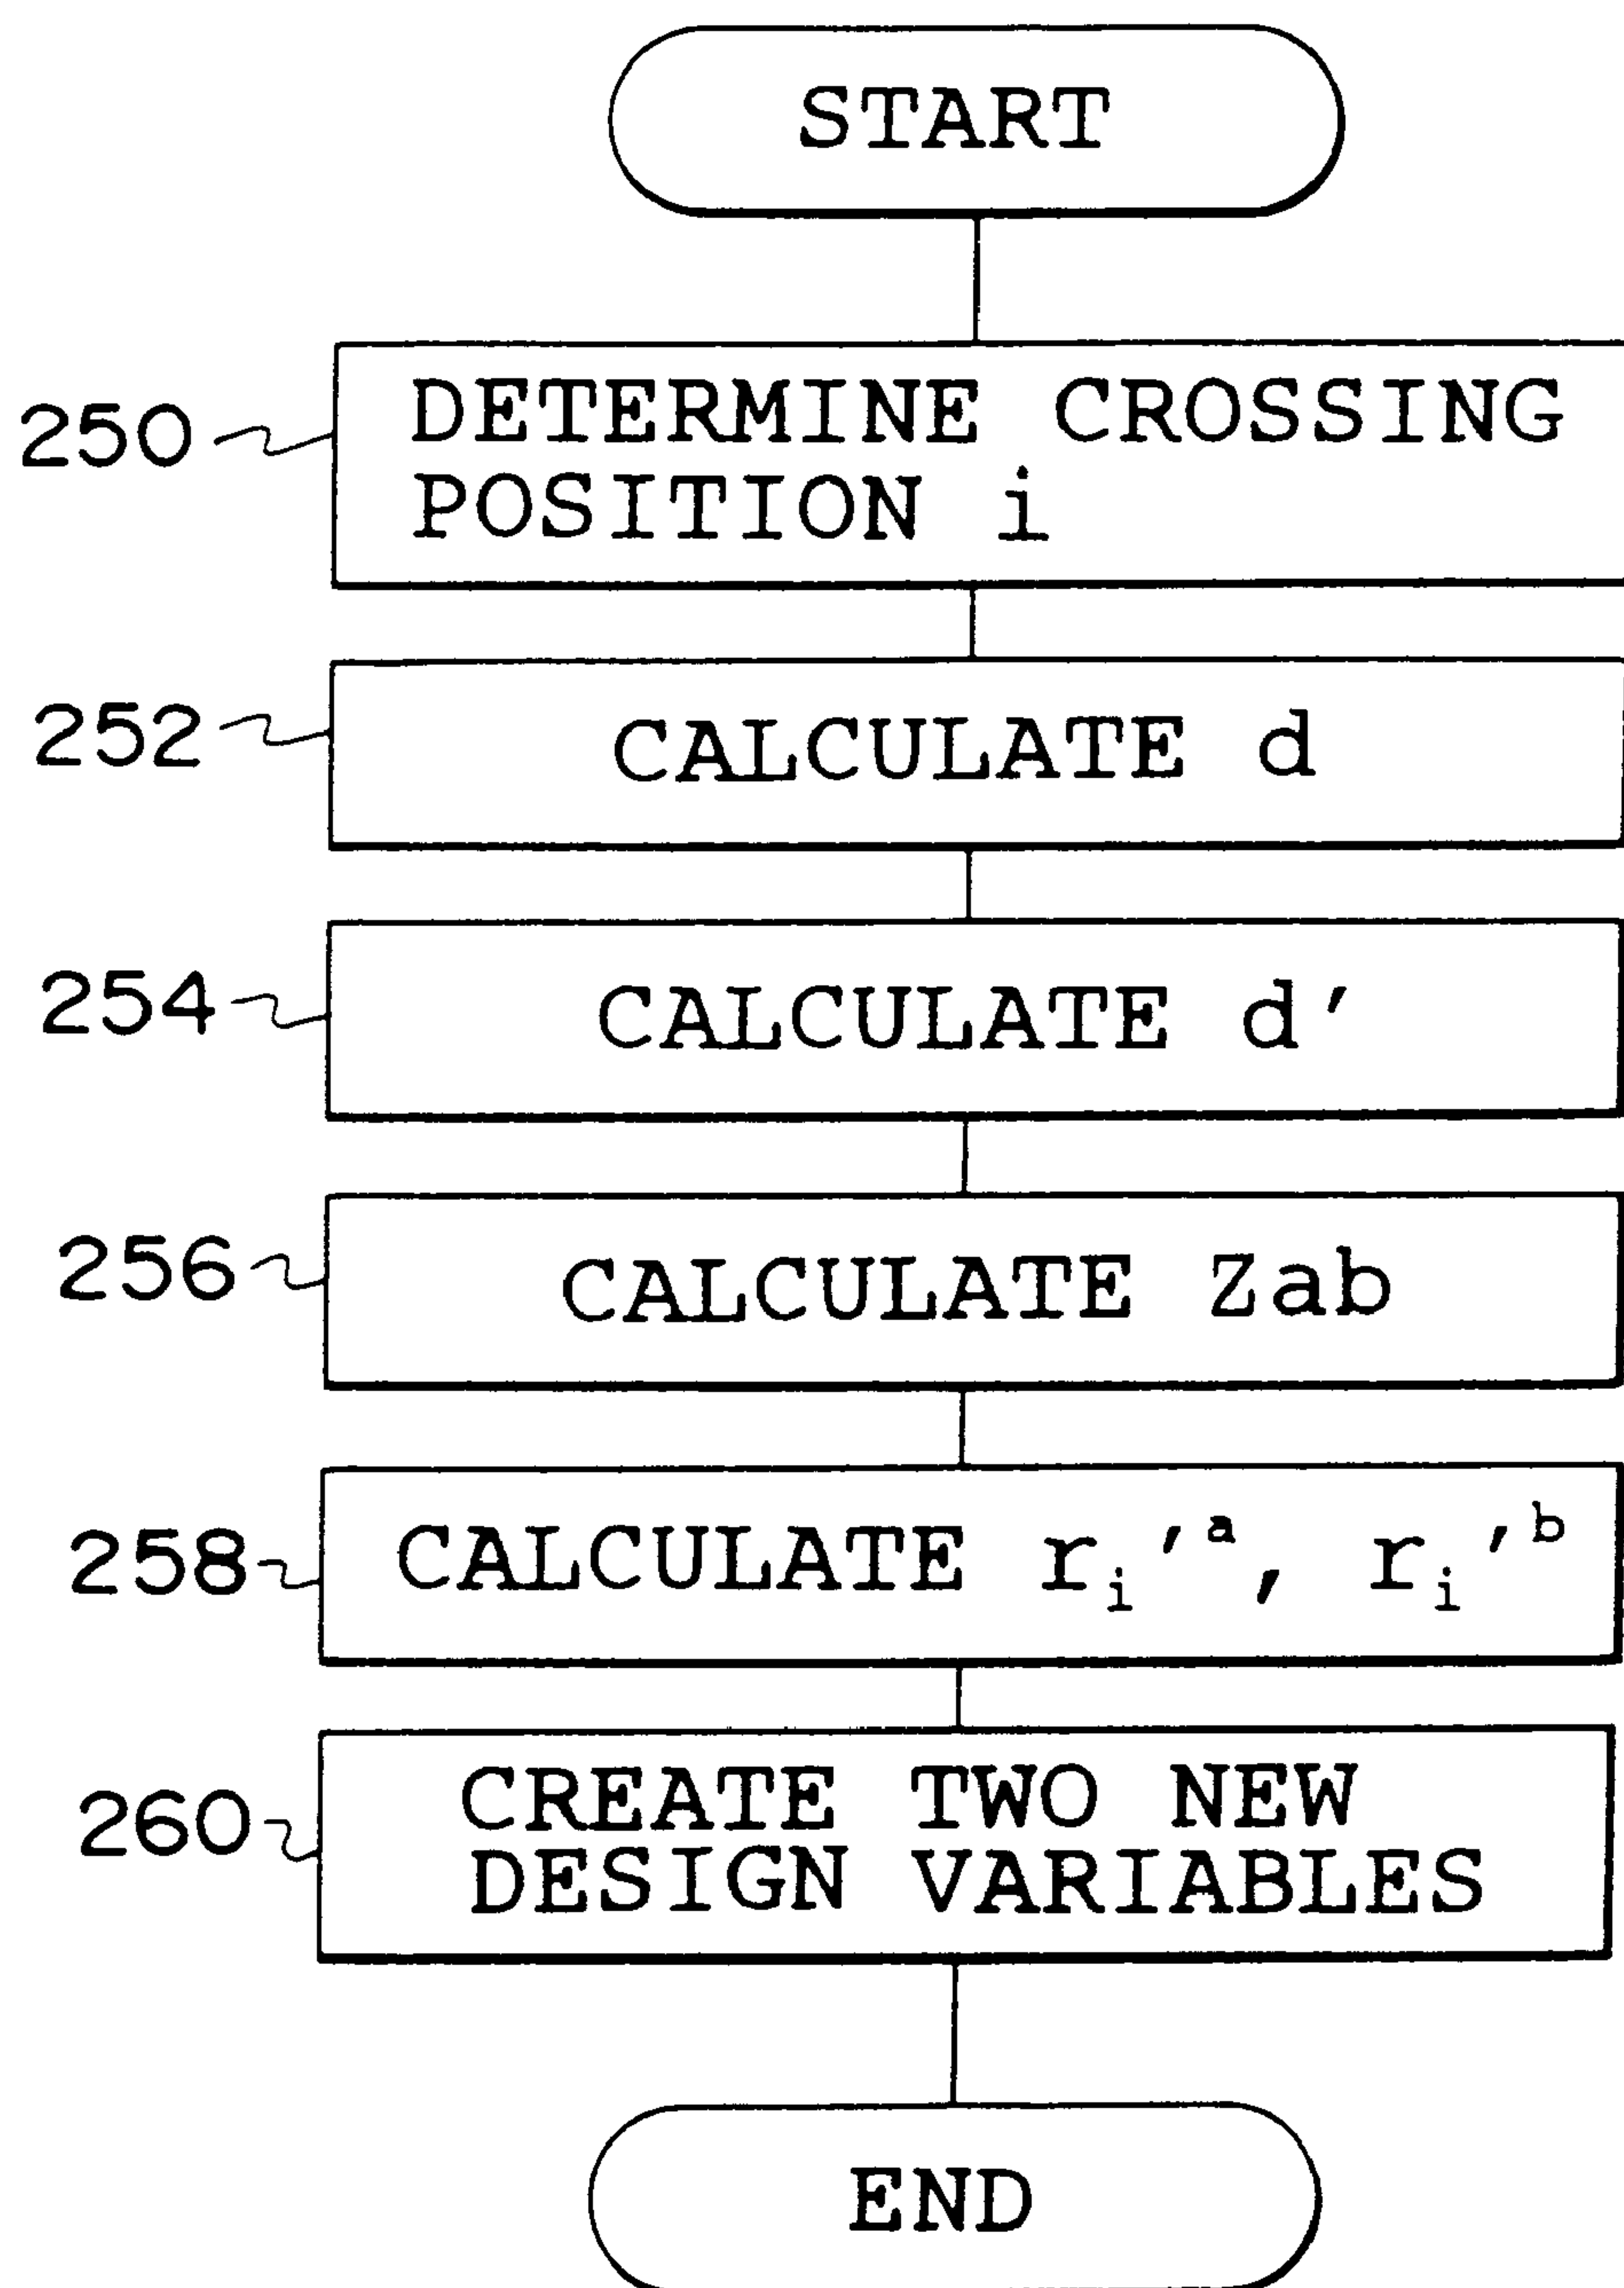 START
250
DETERMINE CROSSING
POSITION i
252
CALCULATE d
254
CALCULATE d'
256
CALCULATE Zab
258
CALCULATE rᵢ'ᵃ, rᵢ'ᵇ
260
CREATE TWO NEW
DESIGN VARIABLES
END